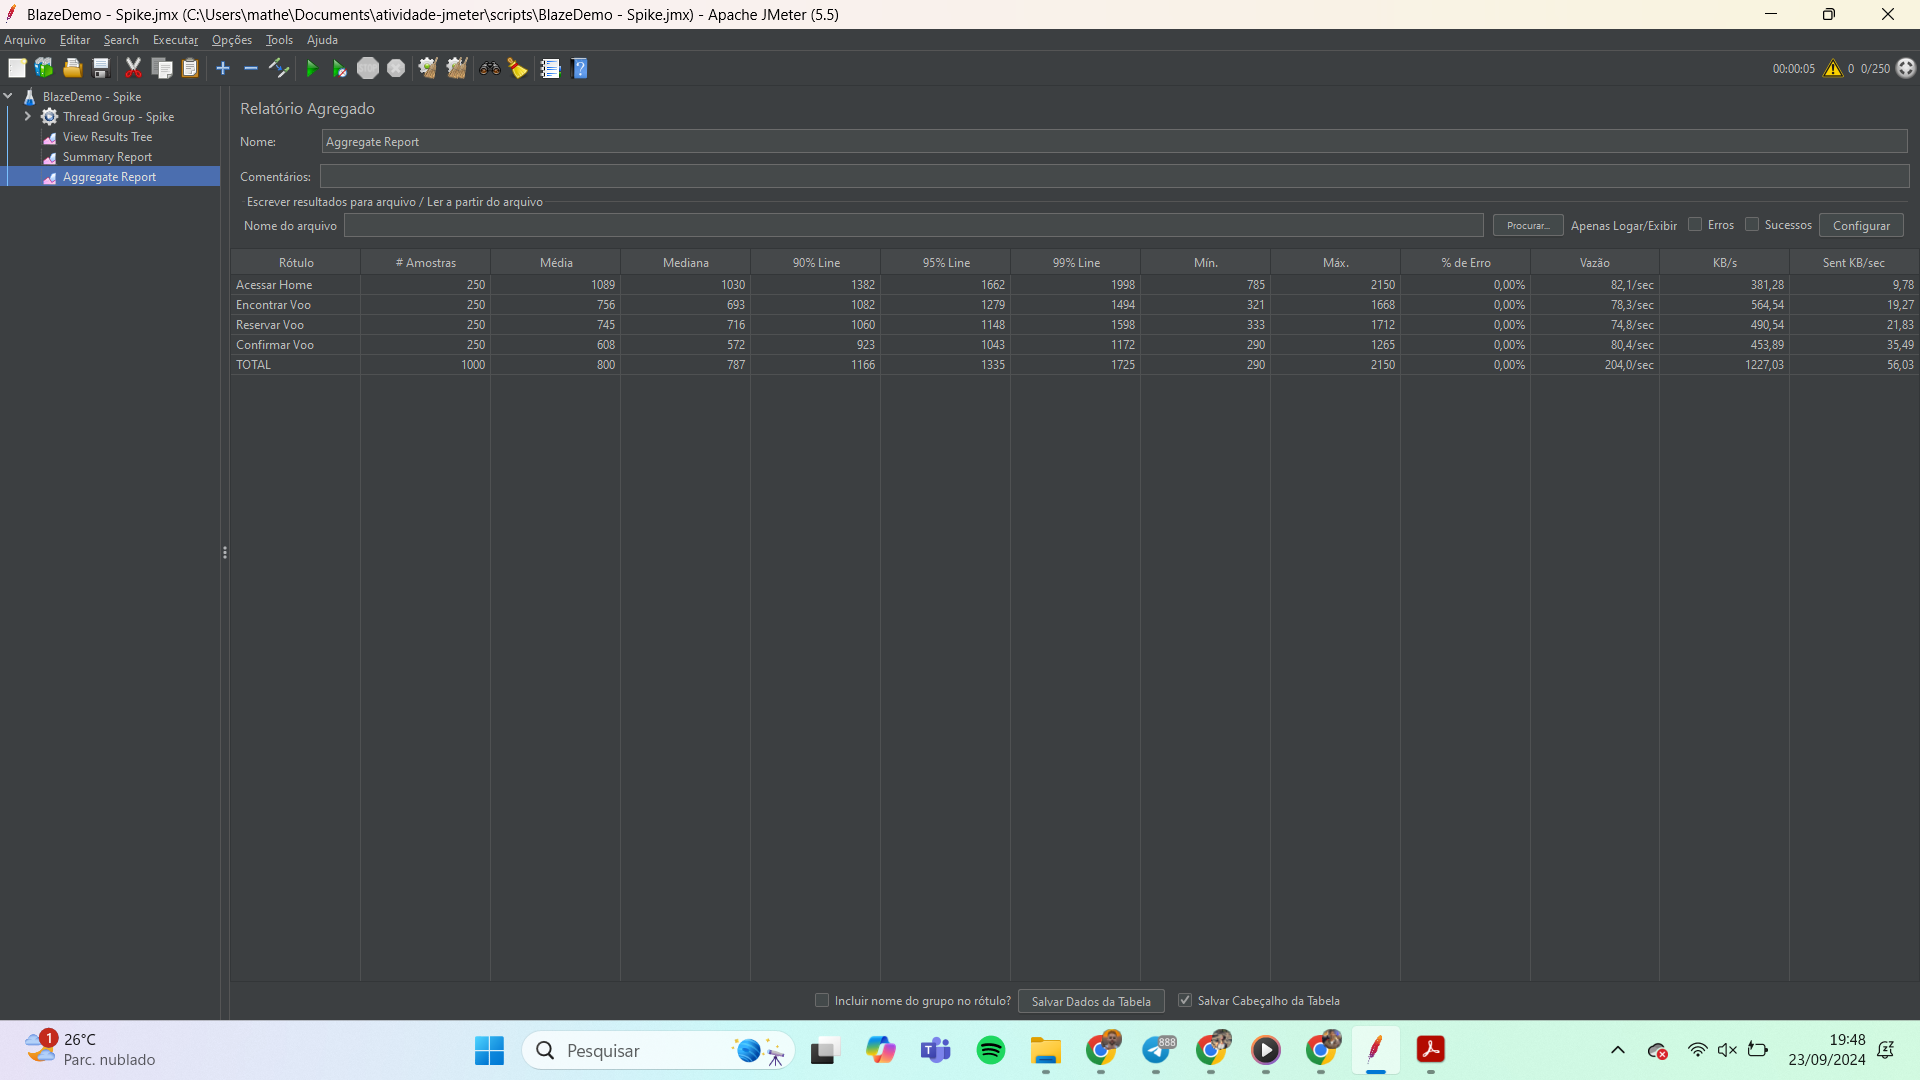 BlazeDemo - Spike.jmx (C:\Users\mathe\Documents\atividade-jmeter\scripts\BlazeDemo - Spike.jmx) - Apache JMeter (5.5)
Arquivo Editar Search Executar Opções Tools Ajuda
STOP
00:00:05 0 0/250
BlazeDemo - Spike
Thread Group - Spike
View Results Tree
Summary Report
Aggregate Report
Relatório Agregado
Nome: Aggregate Report
Comentários:
Escrever resultados para arquivo / Ler a partir do arquivo
Nome do arquivo Procurar... Apenas Logar/Exibir Erros Sucessos Configurar
Rótulo # Amostras Média Mediana 90% Line 95% Line 99% Line Mín. Máx. % de Erro Vazão KB/s Sent KB/sec
Acessar Home 250 1089 1030 1382 1662 1998 785 2150 0,00% 82,1/sec 381,28 9,78
Encontrar Voo 250 756 693 1082 1279 1494 321 1668 0,00% 78,3/sec 564,54 19,27
Reservar Voo 250 745 716 1060 1148 1598 333 1712 0,00% 74,8/sec 490,54 21,83
Confirmar Voo 250 608 572 923 1043 1172 290 1265 0,00% 80,4/sec 453,89 35,49
TOTAL 1000 800 787 1166 1335 1725 290 2150 0,00% 204,0/sec 1227,03 56,03
Incluir nome do grupo no rótulo? Salvar Dados da Tabela Salvar Cabeçalho da Tabela
1
26°C
Parc. nublado
Pesquisar
888
19:48
23/09/2024